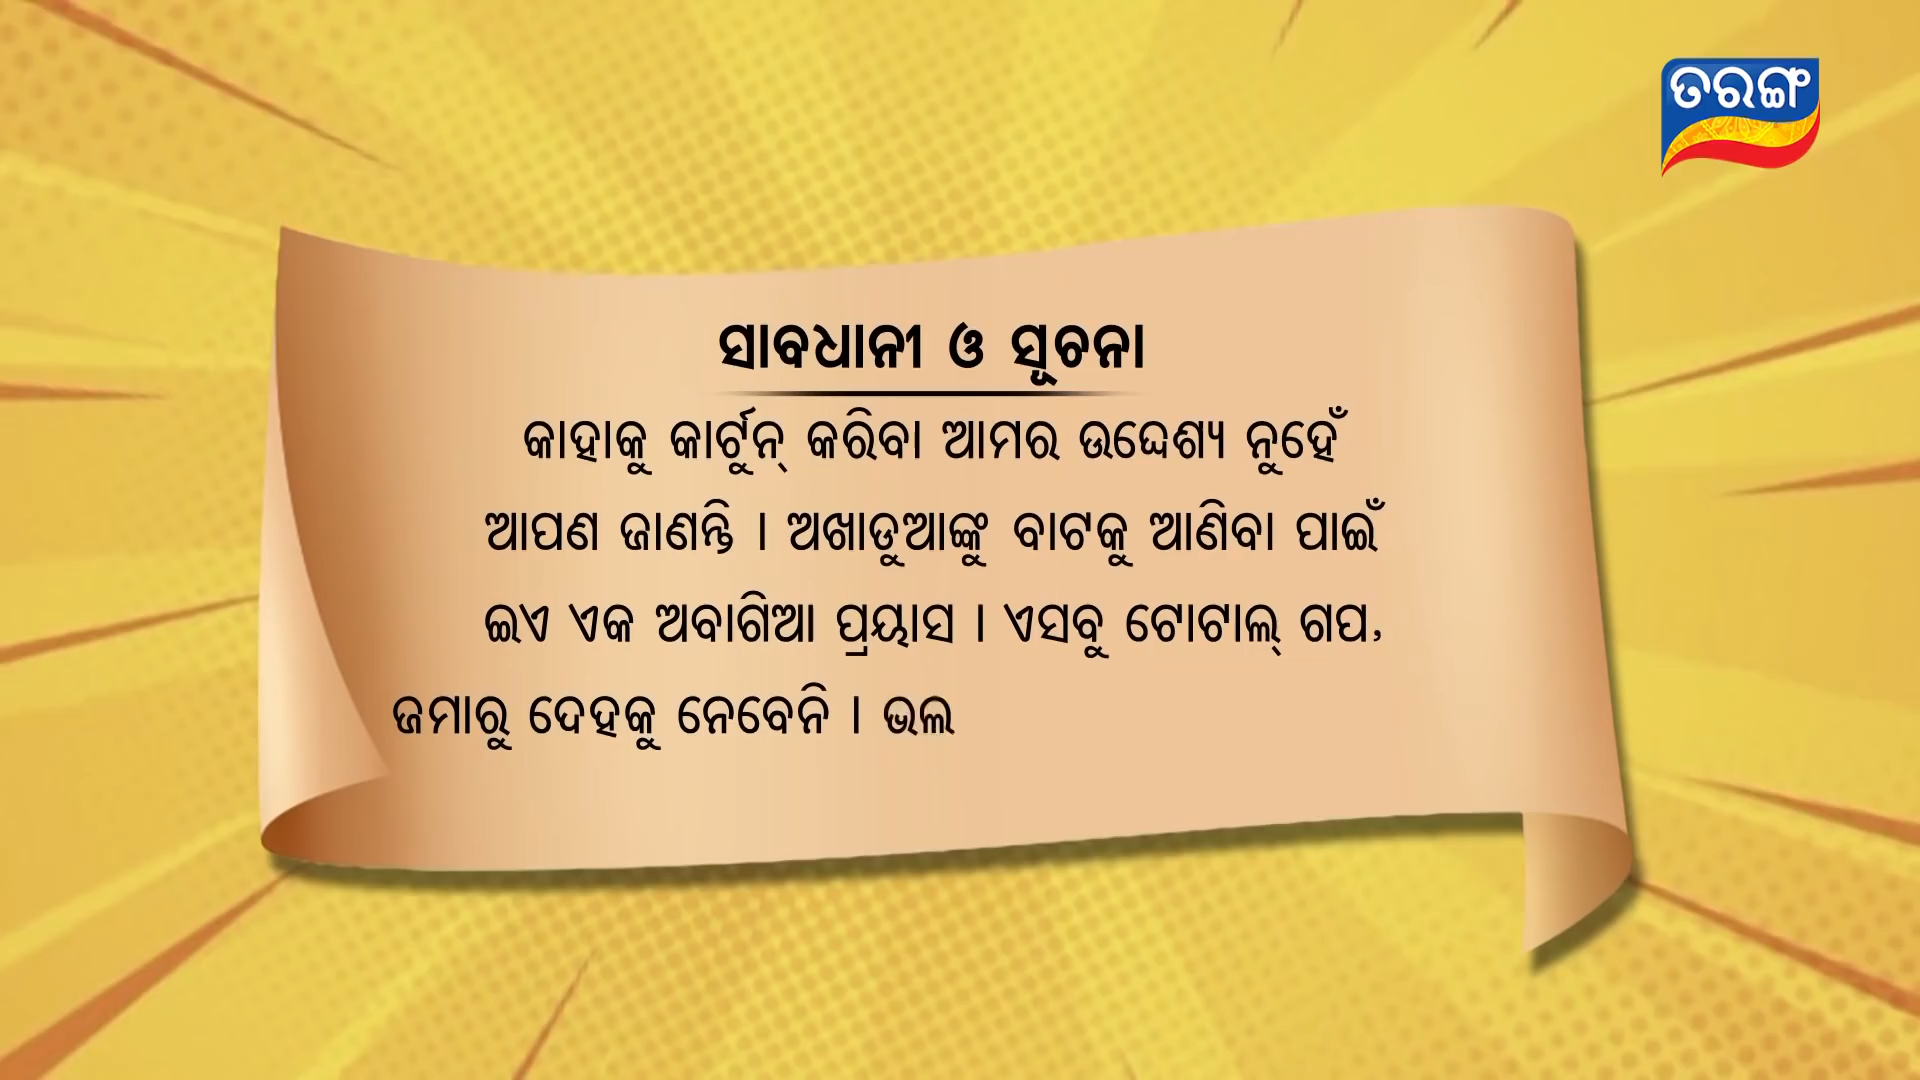 ତରଙ୍ଗ
ସାବଧାନୀ ଓ ସୂଚନା
କାହାକୁ କାର୍ଟୁନ୍ କରିବା ଆମର ଉଦ୍ଦେଶ୍ୟ ନୁହେଁ
ଆପଣ ଜାଣନ୍ତି । ଅଖାଡୁଆଙ୍କୁ ବାଟକୁ ଆଣିବା ପାଇଁ
ଇଏ ଏକ ଅବାଗିଆ ପ୍ରୟାସ । ଏସବୁ ଟୋଟାଲ୍ ଗପ,
ଜମାରୁ ଦେହକୁ ନେବେନି । ଭଲ